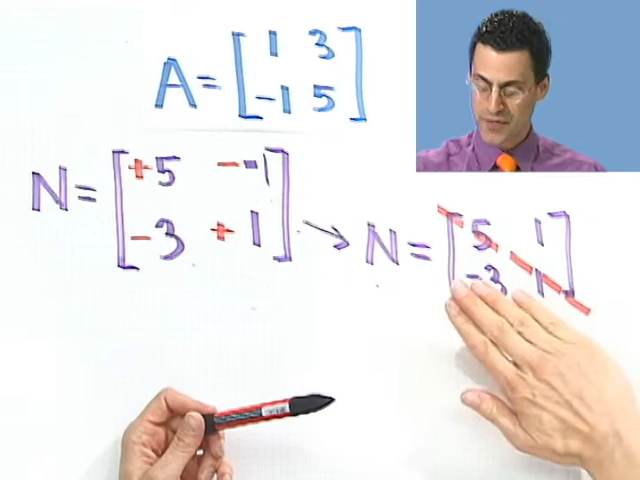 A = [ 1 3
-1 5 ]
N = [ +5 - -1
-3 +1 ] → N = [ 5 1
-3 1 ]